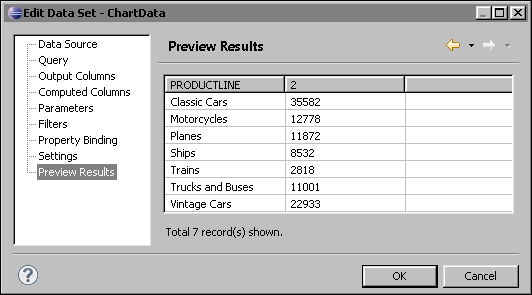 Edit Data Set - ChartData
Data Source
Query
Output Columns
Computed Columns
Parameters
Filters
Property Binding
Settings
Preview Results
Preview Results
PRODUCTLINE 2
Classic Cars 35582
Motorcycles 12778
Planes 11872
Ships 8532
Trains 2818
Trucks and Buses 11001
Vintage Cars 22933
Total 7 record(s) shown.
?
OK Cancel